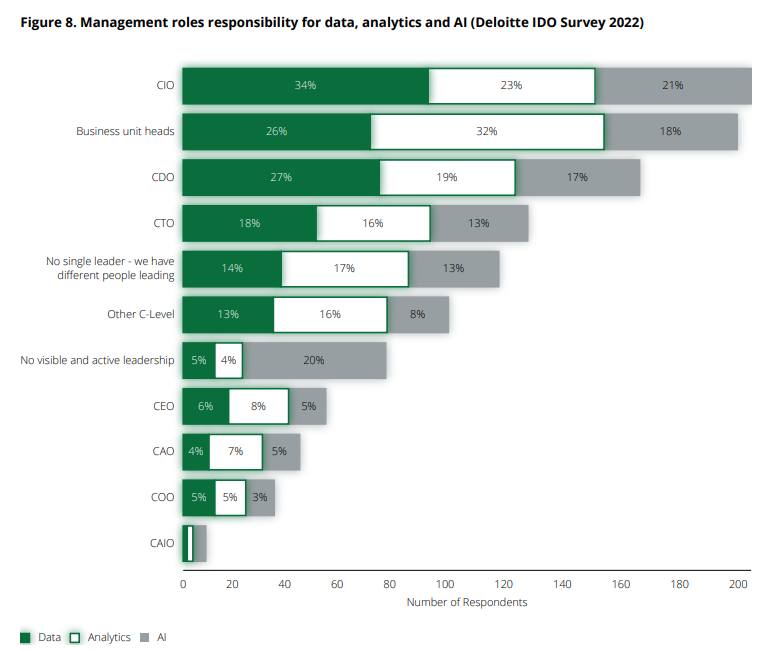 Figure 8. Management roles responsibility for data, analytics and AI (Deloitte IDO Survey 2022)
CIO
34%
23%
21%
Business unit heads
26%
32%
18%
CDO
27%
19%
17%
CTO
18%
16%
13%
No single leader - we have
different people leading
14%
17%
13%
Other C-Level
13%
16%
8%
No visible and active leadership
5%
4%
20%
CEO
6%
8%
5%
CAO
4%
7%
5%
COO
5%
5%
3%
CAIO
0 20 40 60 80 100 120 140 160 180 200
Number of Respondents
Data Analytics AI